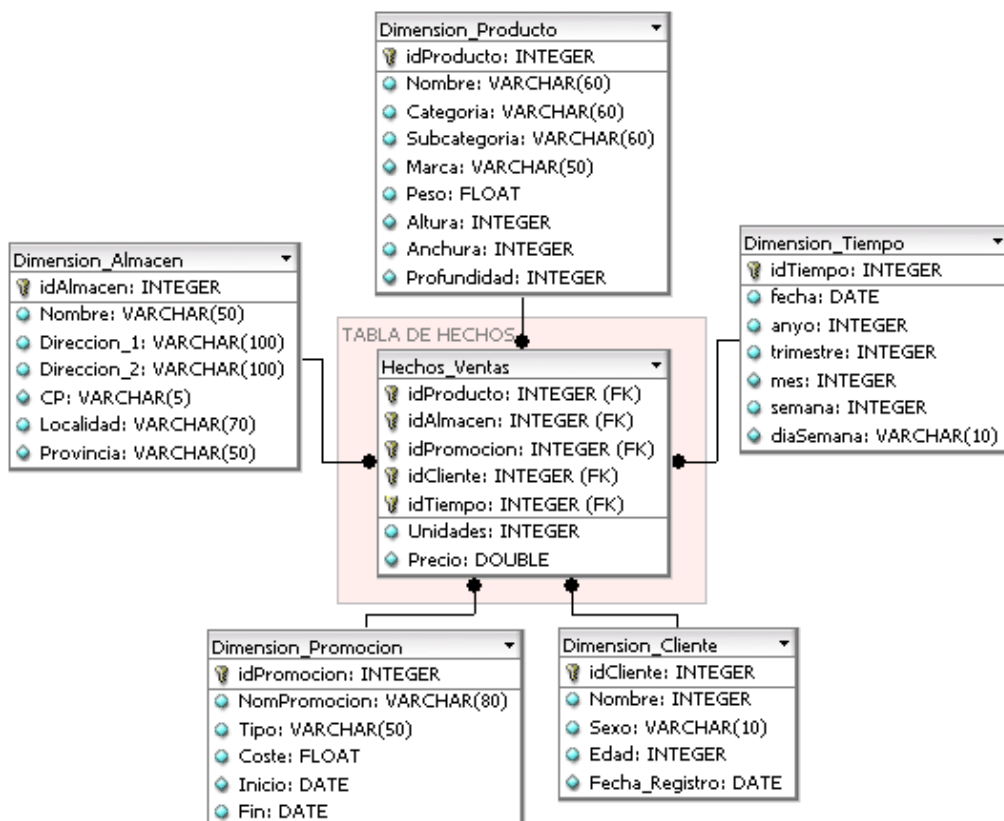 Dimension_Producto
idProducto: INTEGER
Nombre: VARCHAR(60)
Categoria: VARCHAR(60)
Subcategoria: VARCHAR(60)
Marca: VARCHAR(50)
Peso: FLOAT
Altura: INTEGER
Anchura: INTEGER
Profundidad: INTEGER
Dimension_Almacen
idAlmacen: INTEGER
Nombre: VARCHAR(50)
Direccion_1: VARCHAR(100)
Direccion_2: VARCHAR(100)
CP: VARCHAR(5)
Localidad: VARCHAR(70)
Provincia: VARCHAR(50)
Dimension_Tiempo
idTiempo: INTEGER
fecha: DATE
anyo: INTEGER
trimestre: INTEGER
mes: INTEGER
semana: INTEGER
diaSemana: VARCHAR(10)
TABLA DE HECHOS
Hechos_Ventas
idProducto: INTEGER (FK)
idAlmacen: INTEGER (FK)
idPromocion: INTEGER (FK)
idCliente: INTEGER (FK)
idTiempo: INTEGER (FK)
Unidades: INTEGER
Precio: DOUBLE
Dimension_Promocion
idPromocion: INTEGER
NomPromocion: VARCHAR(80)
Tipo: VARCHAR(50)
Coste: FLOAT
Inicio: DATE
Fin: DATE
Dimension_Cliente
idCliente: INTEGER
Nombre: INTEGER
Sexo: VARCHAR(10)
Edad: INTEGER
Fecha_Registro: DATE